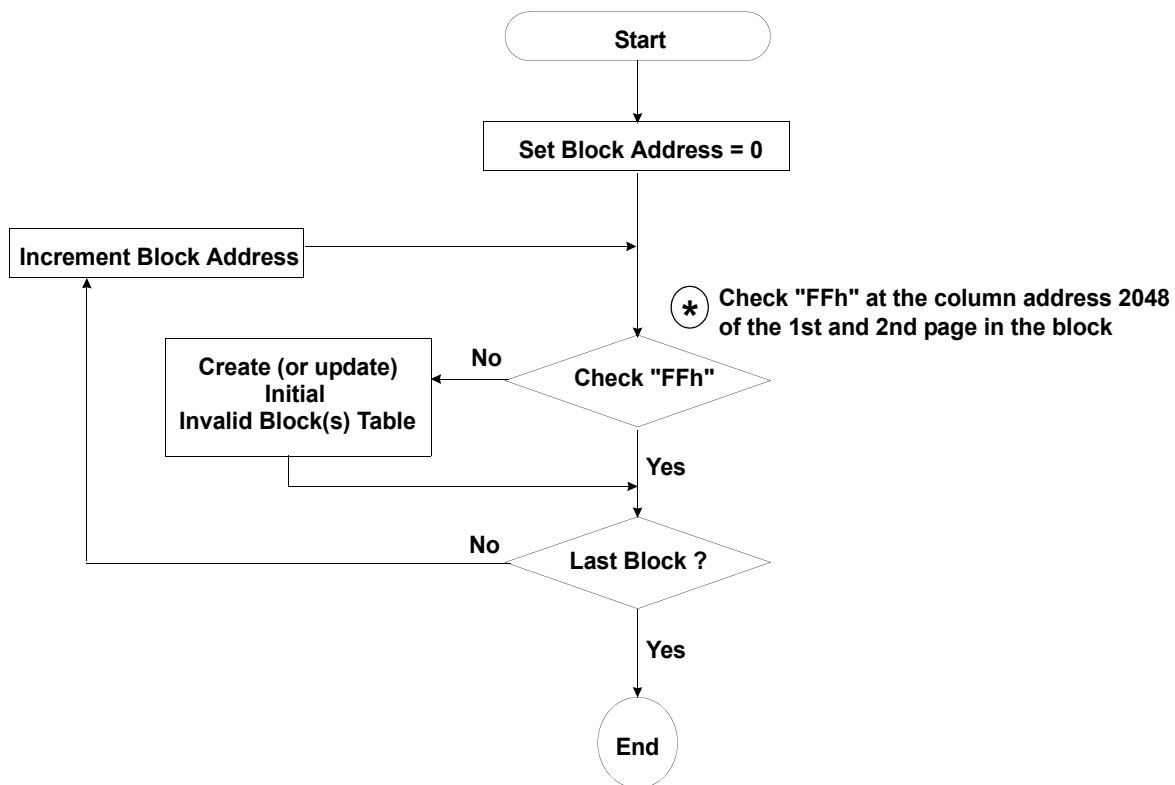 Start
Set Block Address = 0
Increment Block Address
* Check "FFh" at the column address 2048
of the 1st and 2nd page in the block
No
Create (or update)
Initial
Invalid Block(s) Table
Check "FFh"
Yes
No
Last Block ?
Yes
End